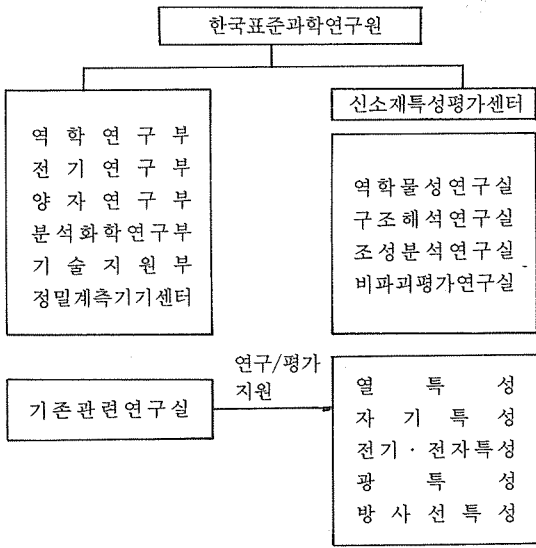 한국표준과학연구원
역 학 연 구 부
전 기 연 구 부
양 자 연 구 부
분석화학연구부
기 술 지 원 부
정밀계측기기센터
신소재특성평가센터
역학물성연구실
구조해석연구실
조성분석연구실
비파괴평가연구실
기존관련연구실
연구/평가
지원
열 특 성
자 기 특 성
전기 · 전자특성
광 특 성
방 사 선 특 성